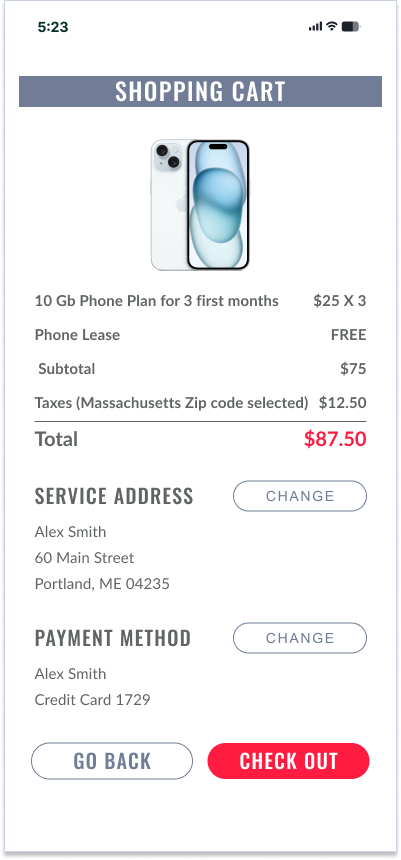 5:23
SHOPPING CART
10 Gb Phone Plan for 3 first months $25 X 3
Phone Lease FREE
Subtotal $75
Taxes (Massachusetts Zip code selected) $12.50
Total $87.50
SERVICE ADDRESS CHANGE
Alex Smith
60 Main Street
Portland, ME 04235
PAYMENT METHOD CHANGE
Alex Smith
Credit Card 1729
GO BACK CHECK OUT